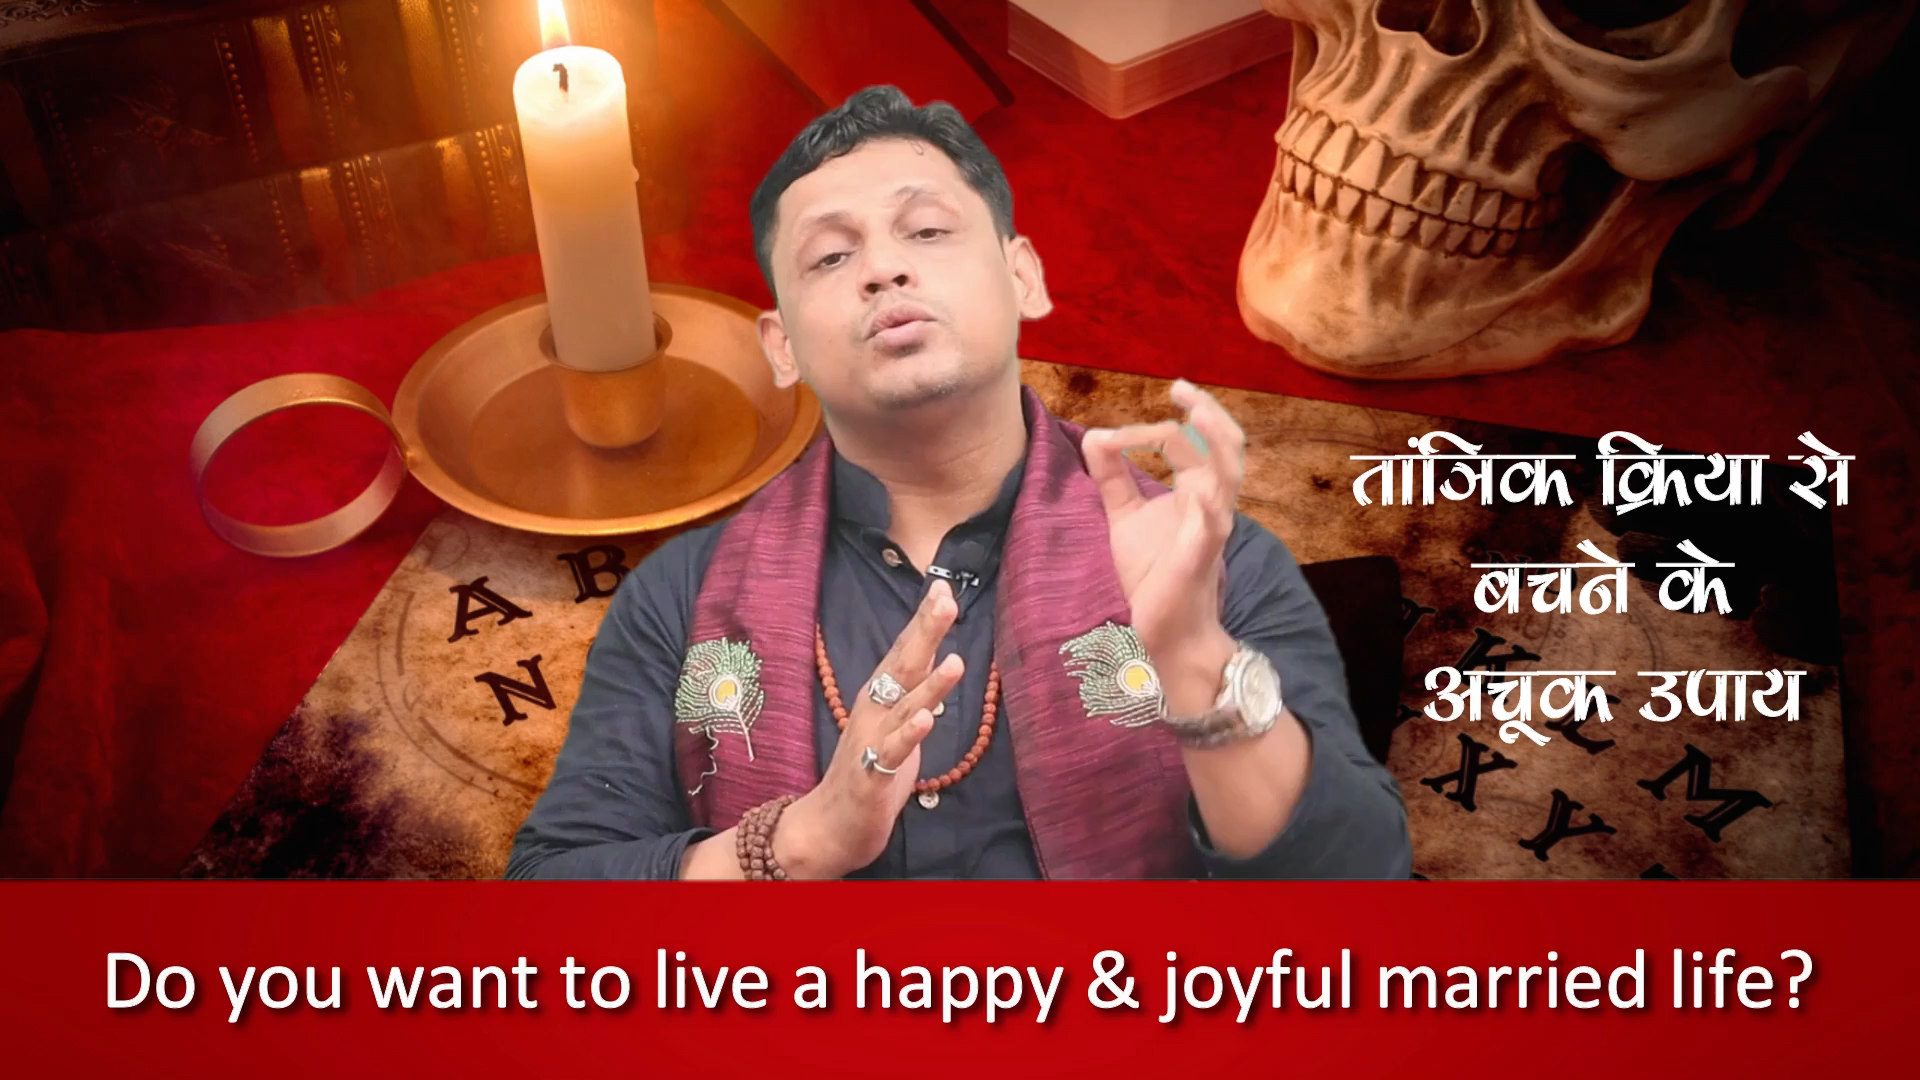 तांत्रिक क्रिया से
बचने के
अचूक उपाय
A B
N
X Y M
Do you want to live a happy & joyful married life?